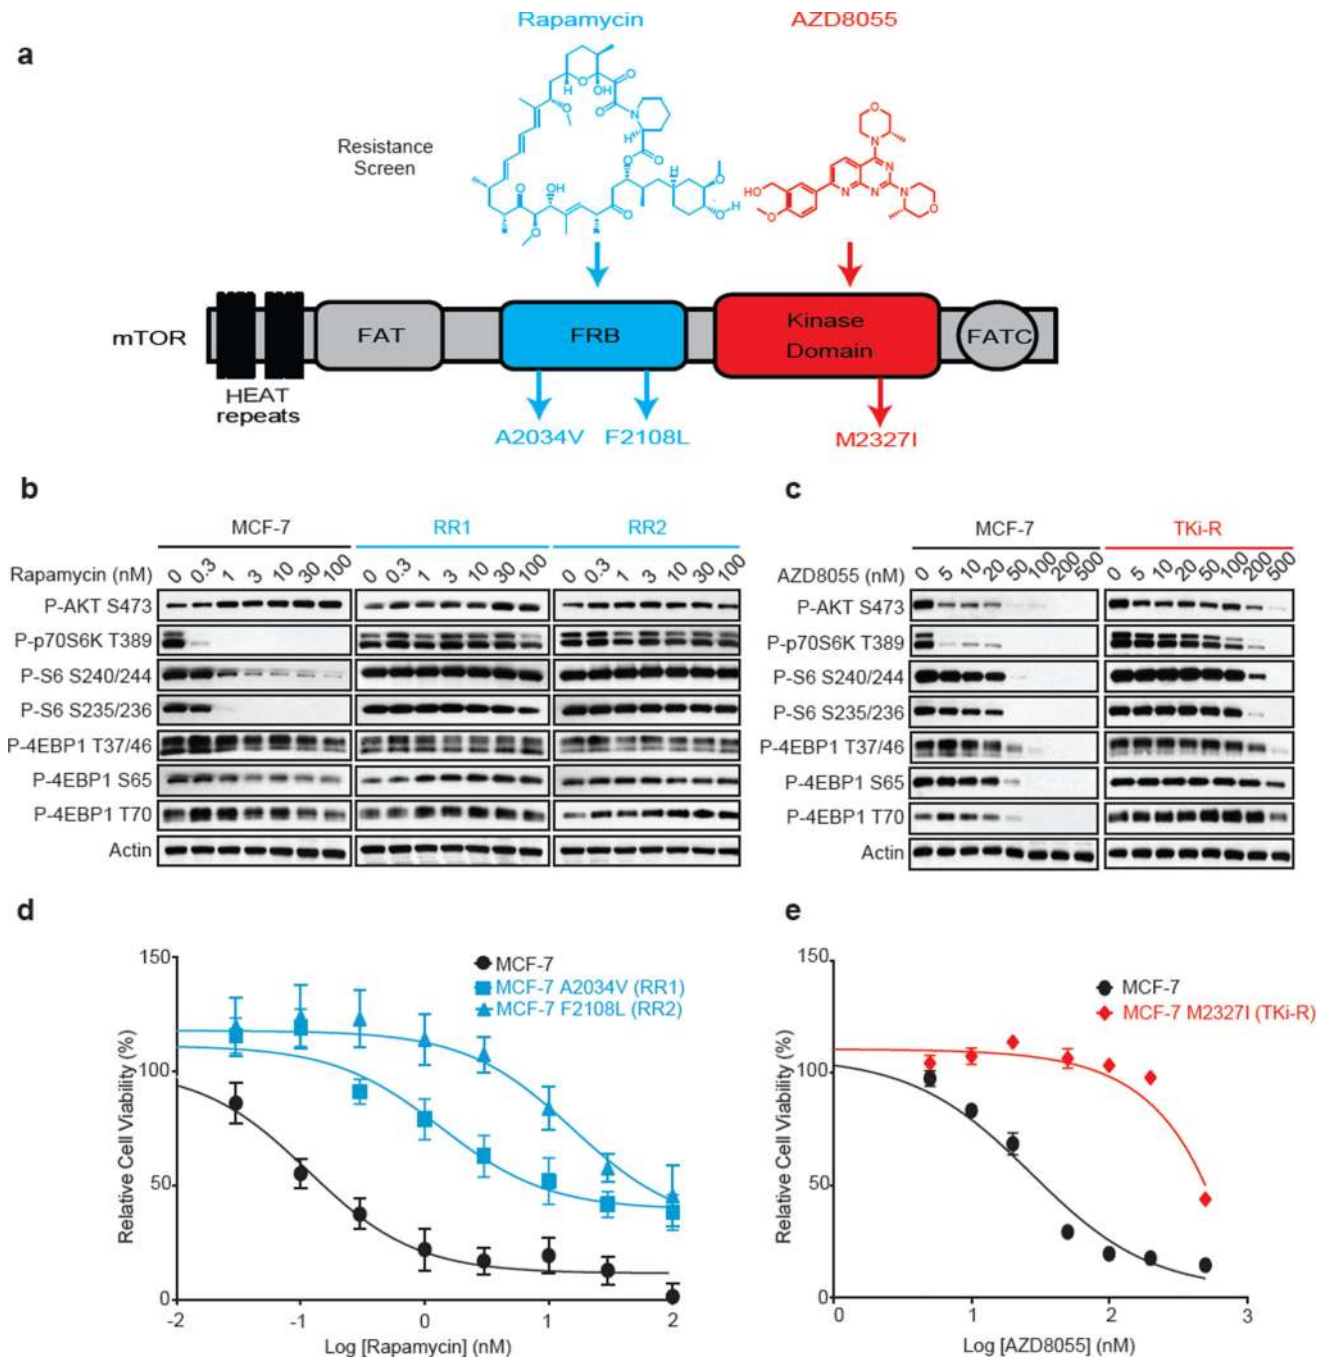 Rapamycin
AZD8055
a
Resistance
Screen
O
O
OH
O
O
O
N
H
O
O
O
O
H
O
OH
O
O
O
O
N
N
N
N
O
HO
O
mTOR
FAT
FRB
Kinase
Domain
FATC
HEAT
repeats
A2034V
F2108L
M2327I
b
MCF-7
RR1
RR2
Rapamycin (nM)
0 0.3 1 3 10 30 100
0 0.3 1 3 10 30 100
0 0.3 1 3 10 30 100
P-AKT S473
P-p70S6K T389
P-S6 S240/244
P-S6 S235/236
P-4EBP1 T37/46
P-4EBP1 S65
P-4EBP1 T70
Actin
c
MCF-7
TKi-R
AZD8055 (nM)
0 5 10 20 50 100 200 500
0 5 10 20 50 100 200 500
P-AKT S473
P-p70S6K T389
P-S6 S240/244
P-S6 S235/236
P-4EBP1 T37/46
P-4EBP1 S65
P-4EBP1 T70
Actin
d
Relative Cell Viability (%)
150
100
50
0
-2
-1
0
1
2
Log [Rapamycin] (nM)
MCF-7
MCF-7 A2034V (RR1)
MCF-7 F2108L (RR2)
e
Relative Cell Viability (%)
150
100
50
0
0
1
2
3
Log [AZD8055] (nM)
MCF-7
MCF-7 M2327I (TKi-R)